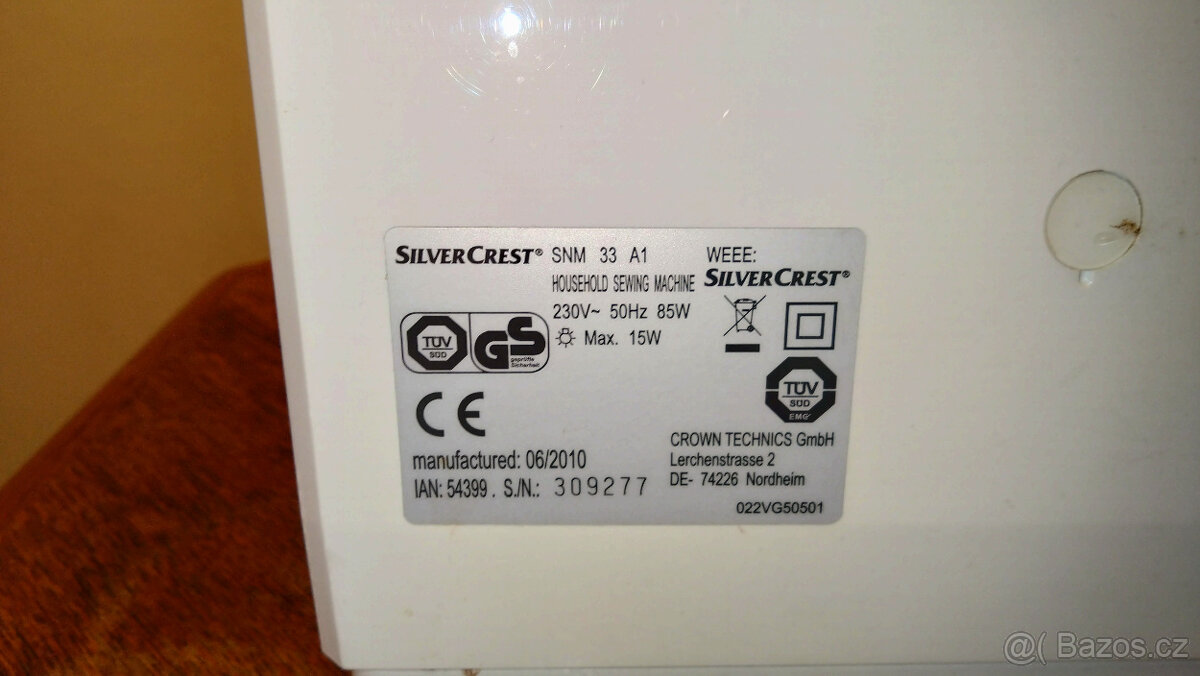 SILVERCREST® SNM 33 A1
HOUSEHOLD SEWING MACHINE
230V~ 50Hz 85W
Max. 15W
WEEE:
SILVERCREST®
TÜV
SÜD
GS
geprüfte
Sicherheit
TÜV
SÜD
EMC
CE
manufactured: 06/2010
IAN: 54399 . S./N.: 309277
CROWN TECHNICS GmbH
Lerchenstrasse 2
DE- 74226 Nordheim
022VG50501
@( Bazos.cz